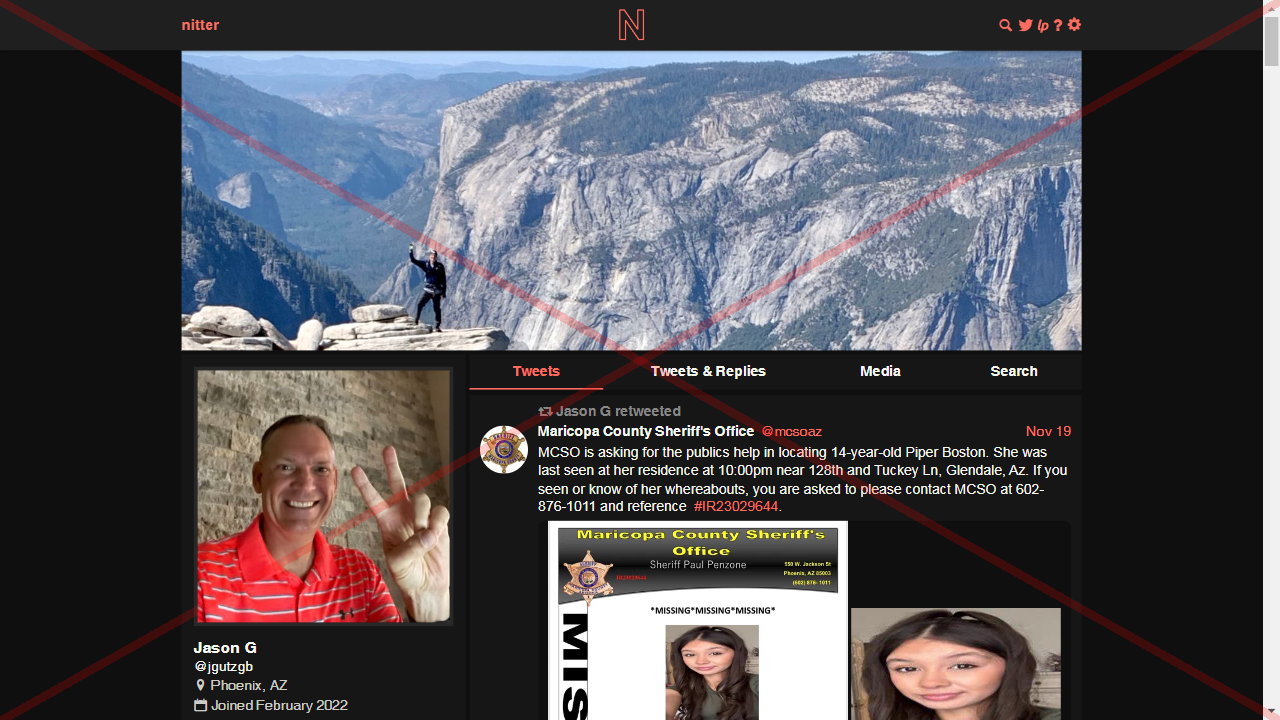 nitter
N
lp ?
Tweets
Tweets & Replies
Media
Search
Jason G retweeted
Maricopa County Sheriff's Office @mcsoaz
Nov 19
MCSO is asking for the publics help in locating 14-year-old Piper Boston. She was
last seen at her residence at 10:00pm near 128th and Tuckey Ln, Glendale, Az. If you
seen or know of her whereabouts, you are asked to please contact MCSO at 602-
876-1011 and reference #IR23029644.
Maricopa County Sheriff's
Office
Sheriff Paul Penzone
550 W. Jackson St
Phoenix, AZ 85003
(602) 876-1011
IR23029644
*MISSING*MISSING*MISSING*
MIS
Jason G
@jgutzgb
Phoenix, AZ
Joined February 2022